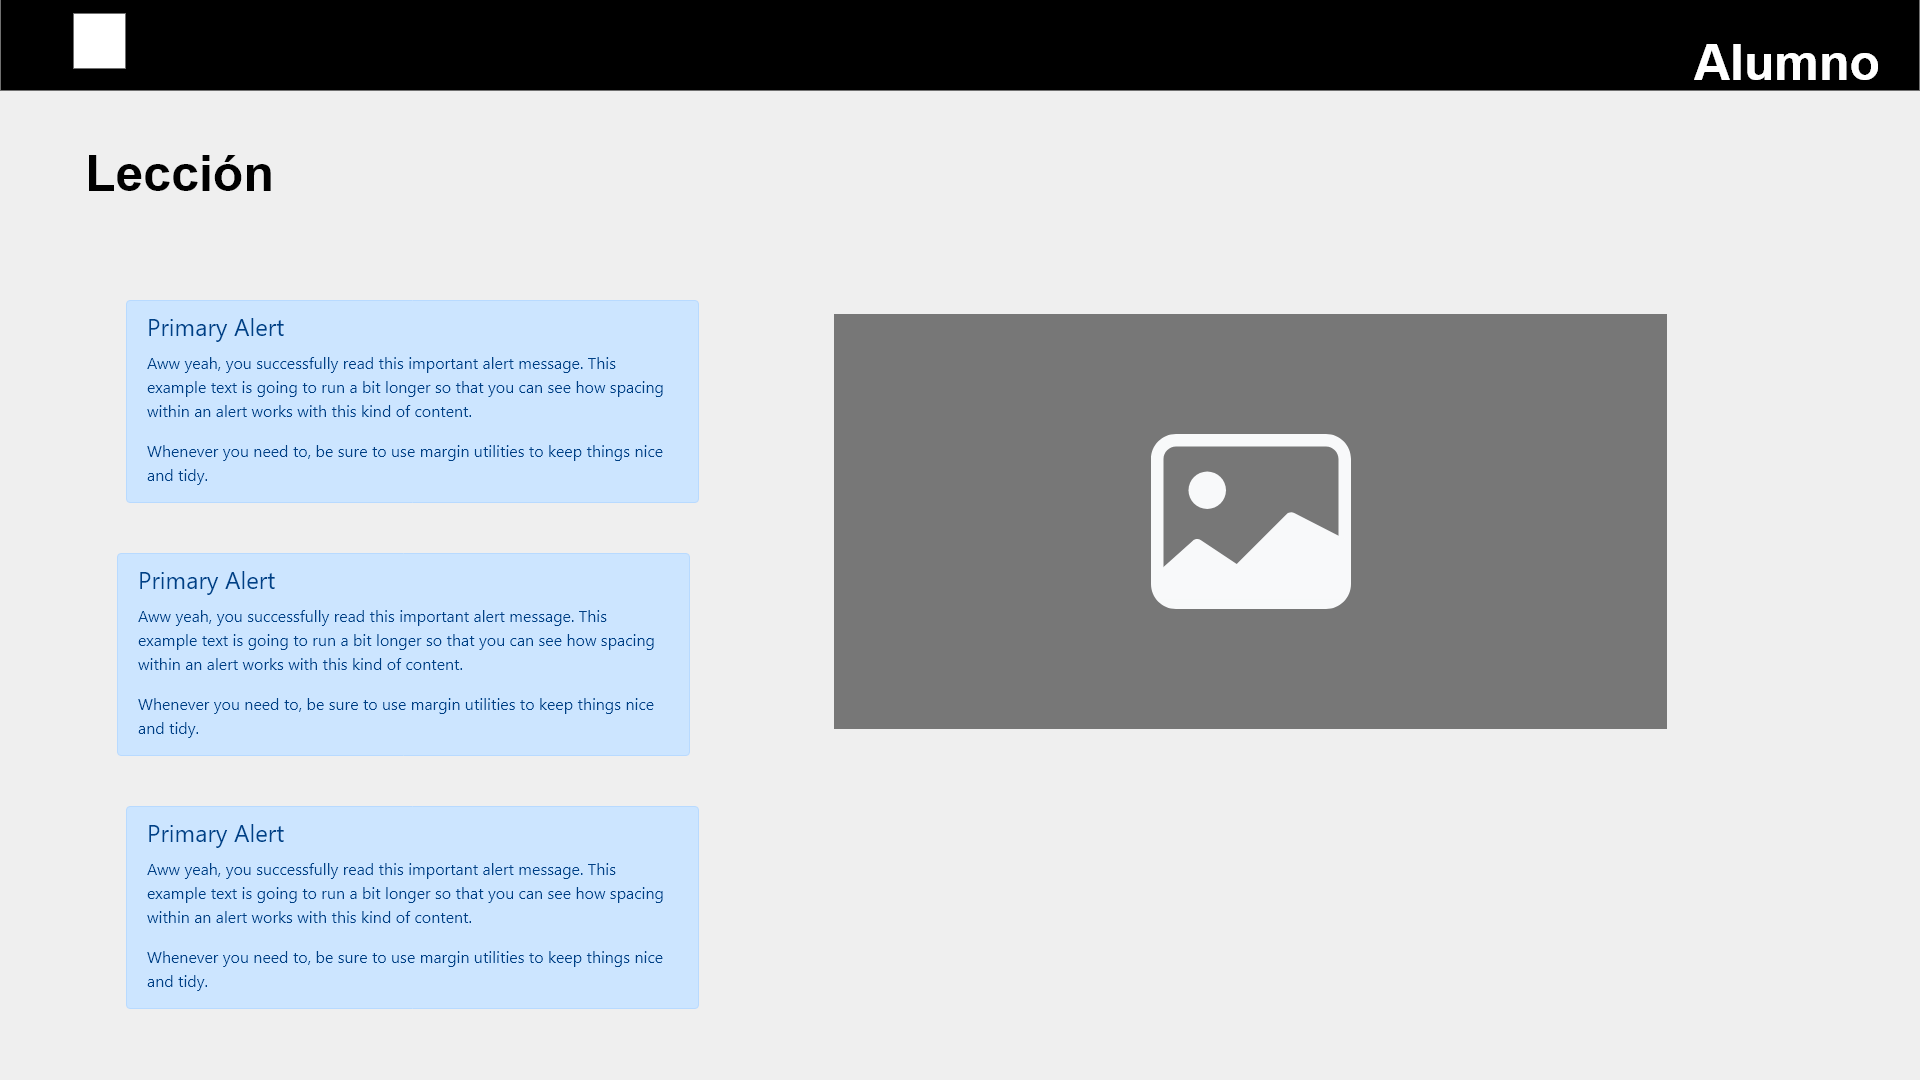 Alumno
Lección
Primary Alert
Aww yeah, you successfully read this important alert message. This
example text is going to run a bit longer so that you can see how spacing
within an alert works with this kind of content.
Whenever you need to, be sure to use margin utilities to keep things nice
and tidy.
Primary Alert
Aww yeah, you successfully read this important alert message. This
example text is going to run a bit longer so that you can see how spacing
within an alert works with this kind of content.
Whenever you need to, be sure to use margin utilities to keep things nice
and tidy.
Primary Alert
Aww yeah, you successfully read this important alert message. This
example text is going to run a bit longer so that you can see how spacing
within an alert works with this kind of content.
Whenever you need to, be sure to use margin utilities to keep things nice
and tidy.